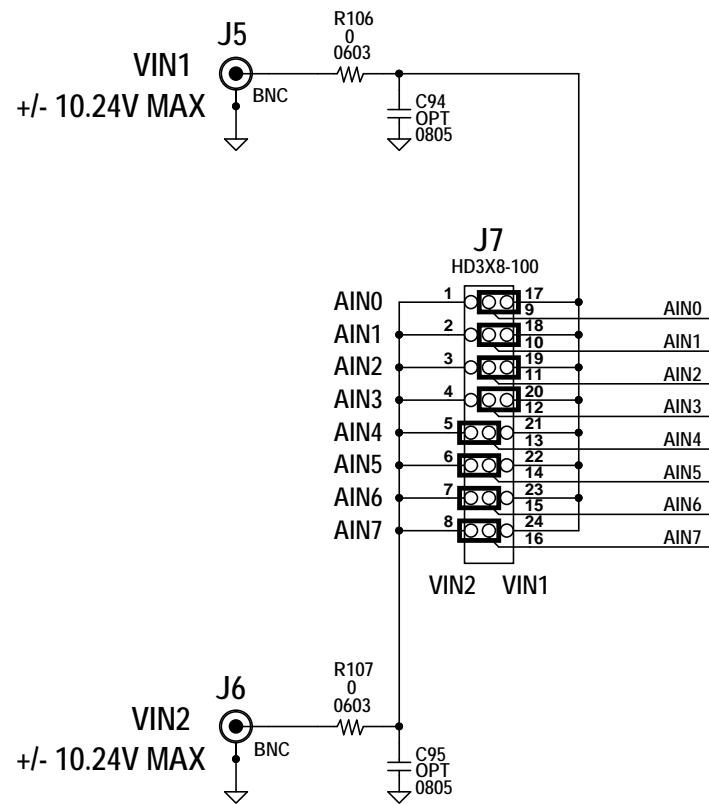 J5
VIN1
+/- 10.24V MAX
BNC
R106
0
0603
C94
OPT
0805
J7
HD3X8-100
AIN0 1 17
9 AIN0
AIN1 2 18
10 AIN1
AIN2 3 19
11 AIN2
AIN3 4 20
12 AIN3
AIN4 5 21
13 AIN4
AIN5 6 22
14 AIN5
AIN6 7 23
15 AIN6
AIN7 8 24
16 AIN7
VIN2 VIN1
J6
VIN2
+/- 10.24V MAX
BNC
R107
0
0603
C95
OPT
0805